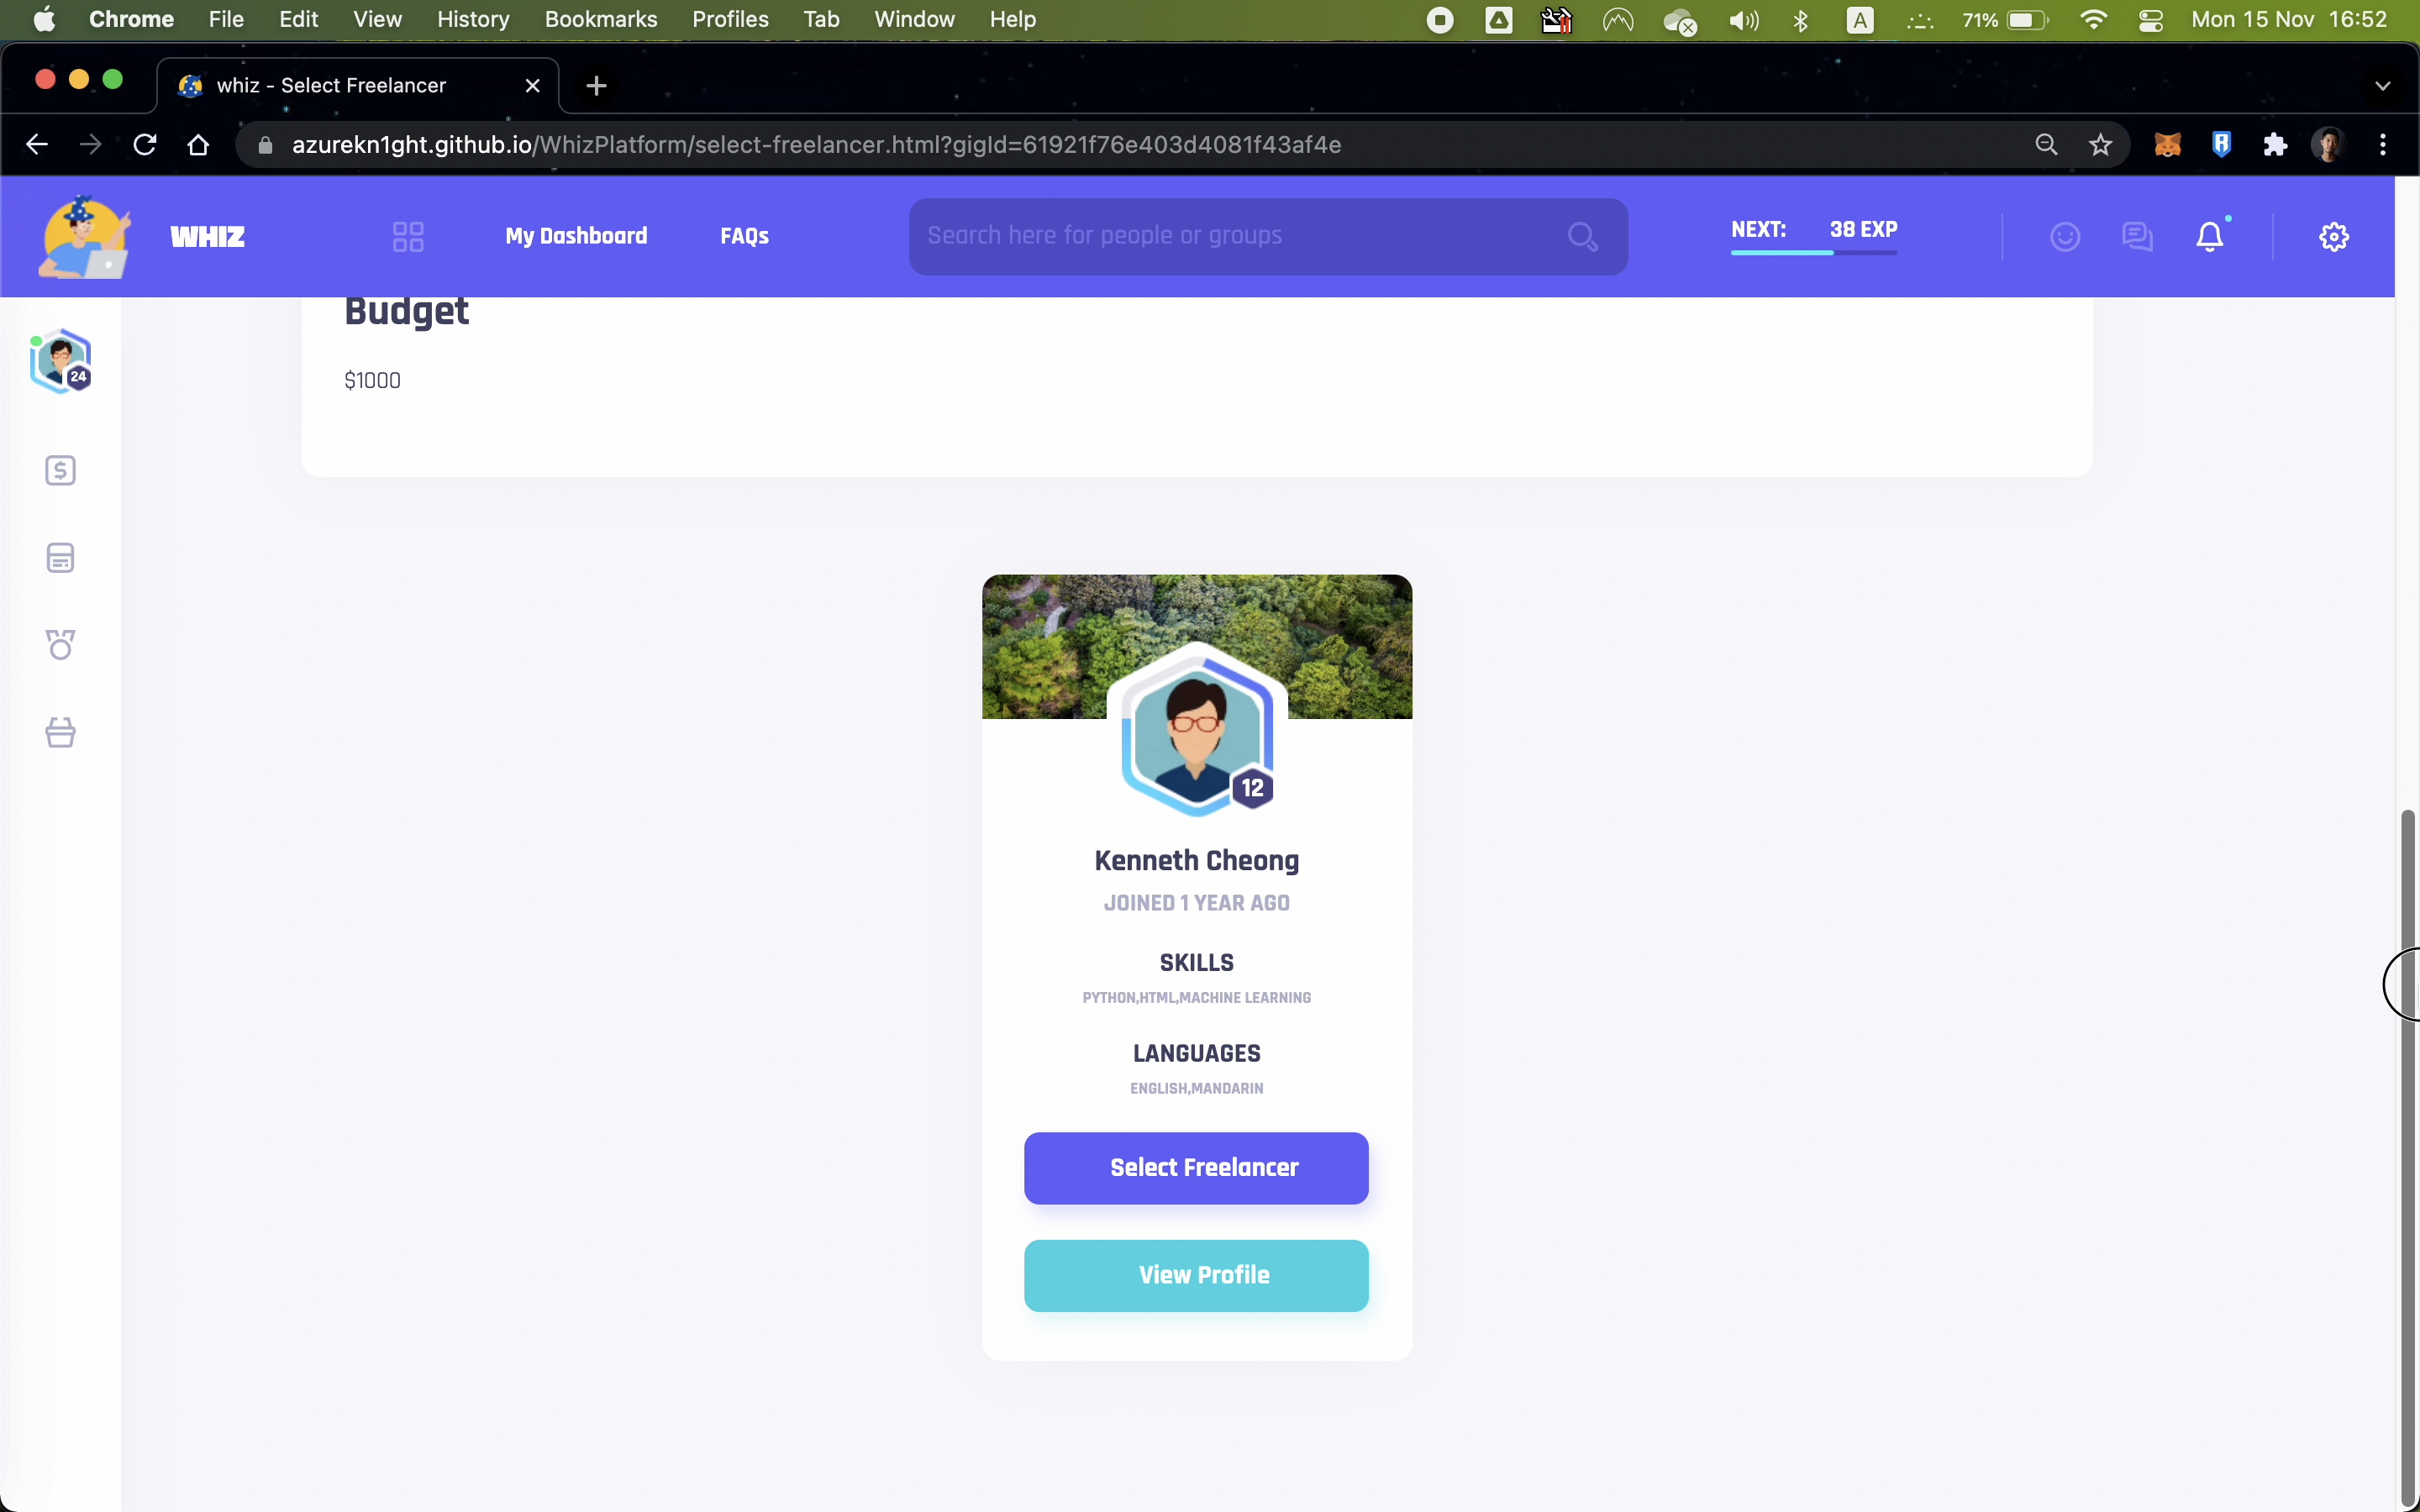 Chrome File Edit View History Bookmarks Profiles Tab Window Help A 71% Mon 15 Nov 16:52
whiz - Select Freelancer
azurekn1ght.github.io/WhizPlatform/select-freelancer.html?gigId=61921f76e403d4081f43af4e
WHIZ My Dashboard FAQs Search here for people or groups NEXT: 38 EXP
Budget
24
$1000
12
Kenneth Cheong
JOINED 1 YEAR AGO
SKILLS
PYTHON,HTML,MACHINE LEARNING
LANGUAGES
ENGLISH,MANDARIN
Select Freelancer
View Profile